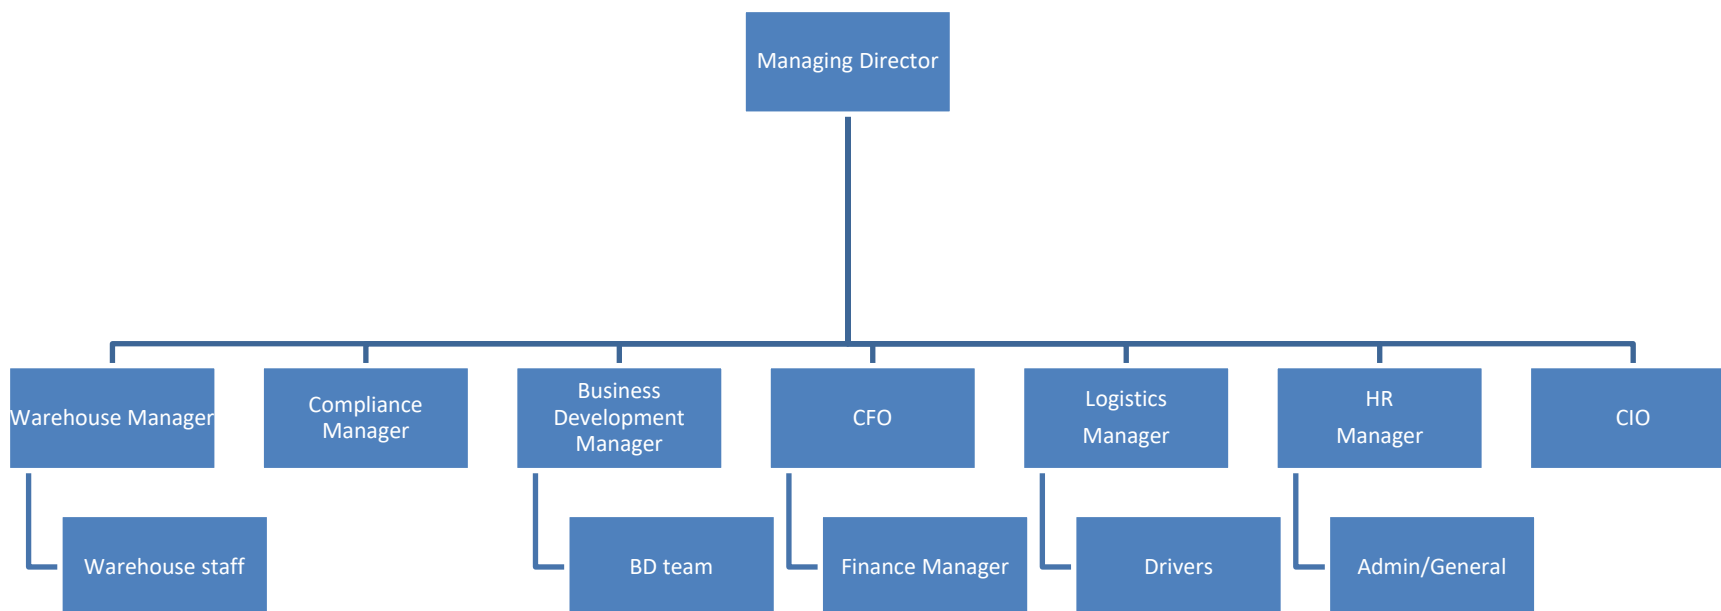 Managing Director
Warehouse Manager
Compliance
Manager
Business
Development
Manager
CFO
Logistics
Manager
HR
Manager
CIO
Warehouse staff
BD team
Finance Manager
Drivers
Admin/General